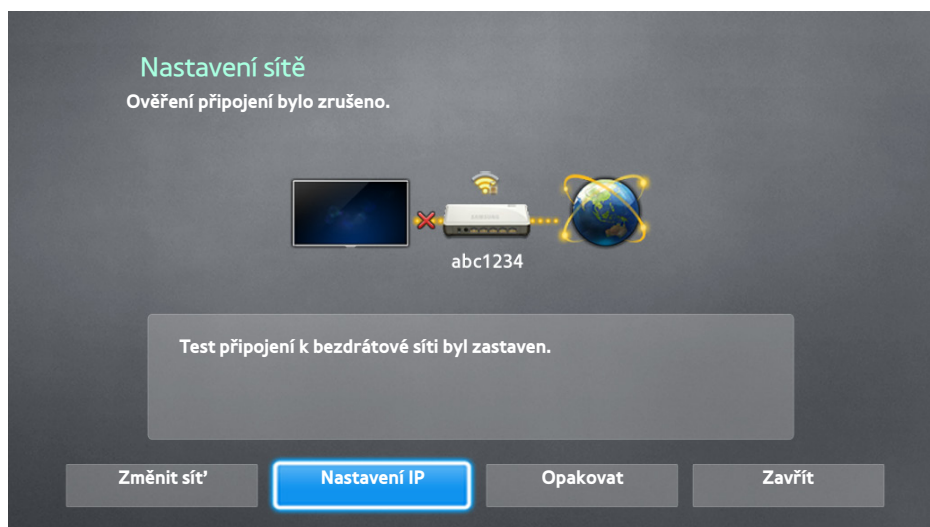 Nastavení sítě
Ověření připojení bylo zrušeno.
SAMSUNG
abc1234
Test připojení k bezdrátové síti byl zastaven.
Změnit síť
Nastavení IP
Opakovat
Zavřít